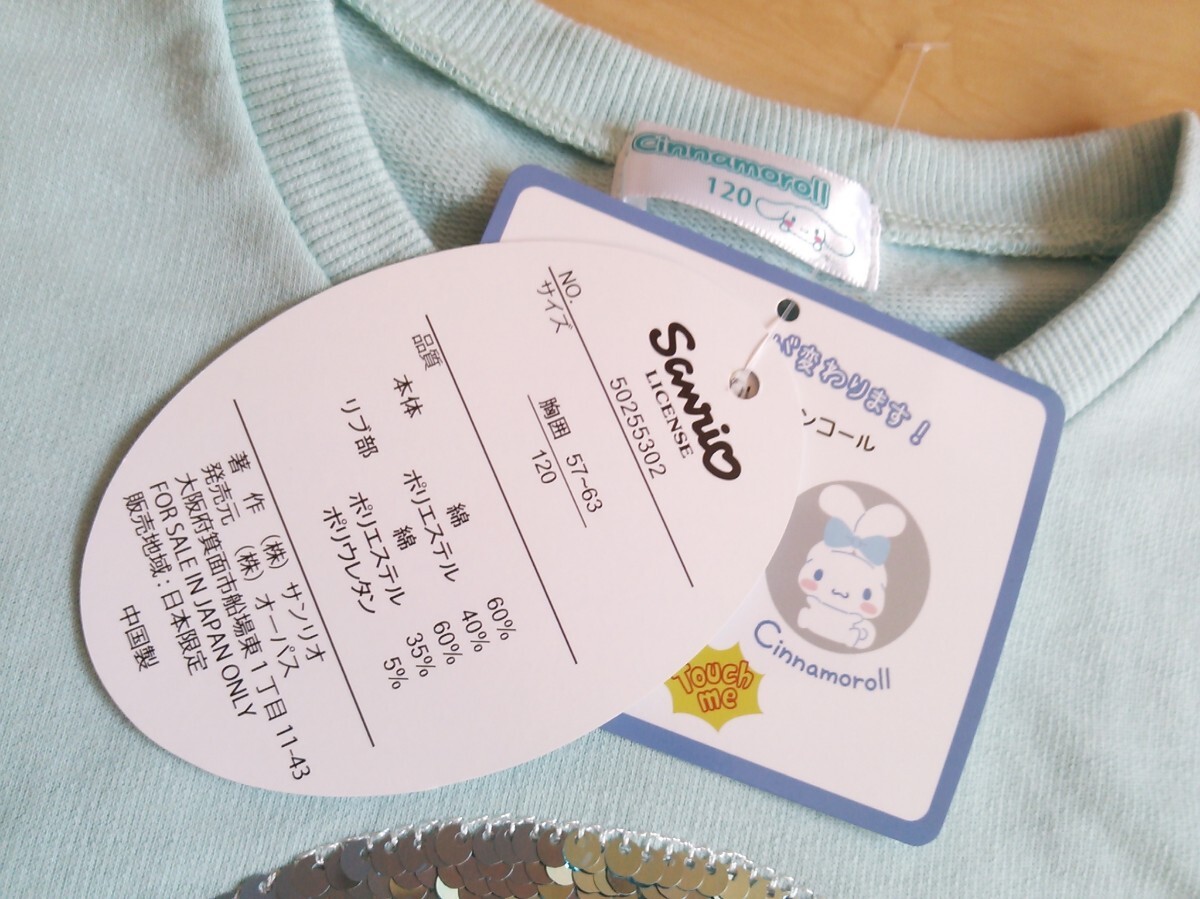 Cinnamoroll
120
Sanrio
LICENSE
NO. 50255302
サイズ 胸囲 57~63
120
品質
本体 綿 60%
ポリエステル 40%
リブ部 綿 60%
ポリエステル 35%
ポリウレタン 5%
著作 (株) サンリオ
発売元 (株) オーパス
大阪府箕面市船場東1丁目11-43
FOR SALE IN JAPAN ONLY
販売地域:日本限定
中国製
変わります!
ンコール
Cinnamoroll
Touch
me